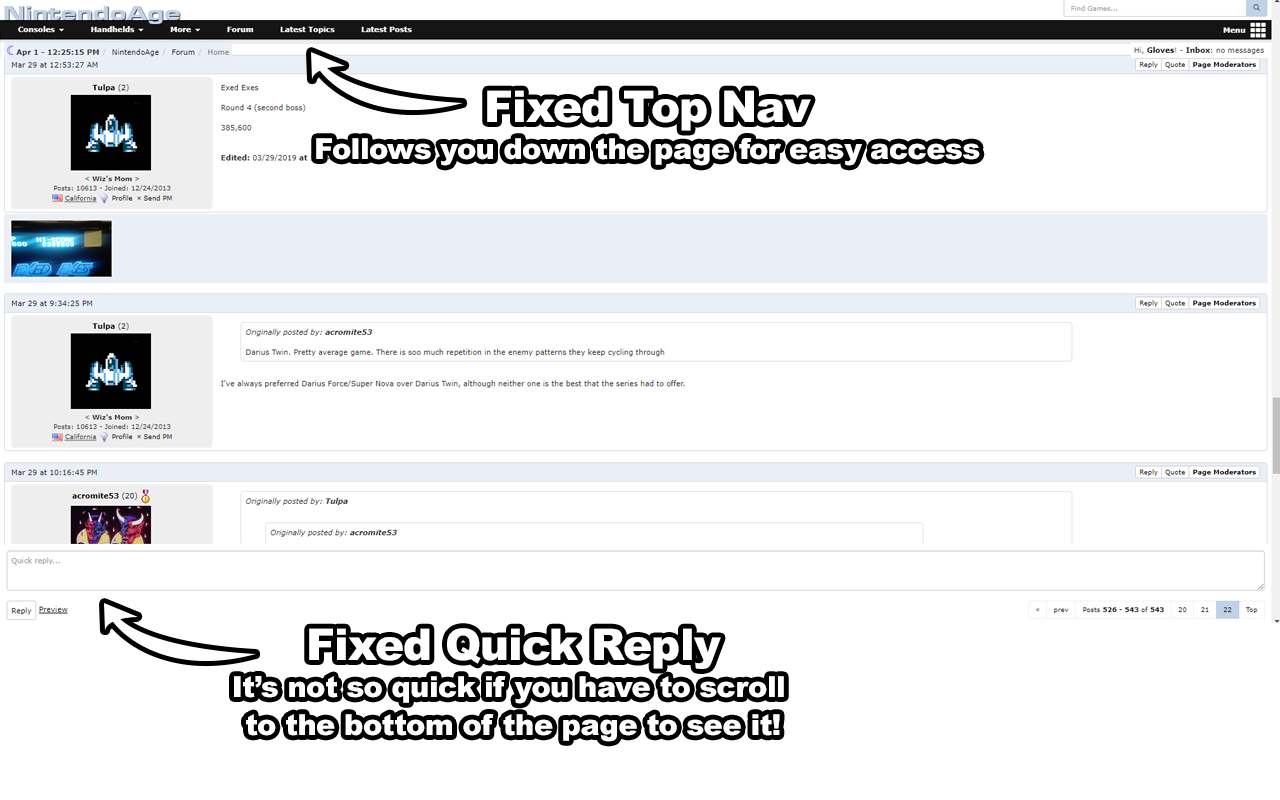 NintendoAge
Find Games...
Consoles Handhelds More Forum Latest Topics Latest Posts Menu
Apr 1 - 12:25:15 PM / NintendoAge / Forum / Home
Hi, Gloves! - Inbox: no messages
Mar 29 at 12:53:27 AM
Reply Quote Page Moderators
Tulpa (2)
< Wiz's Mom >
Posts: 10613 - Joined: 12/24/2013
California Profile × Send PM
Exed Exes
Round 4 (second boss)
385,600
Edited: 03/29/2019 at
Fixed Top Nav
Follows you down the page for easy access
HI-SCORE
EXED EXES
Mar 29 at 9:34:25 PM
Reply Quote Page Moderators
Tulpa (2)
< Wiz's Mom >
Posts: 10613 - Joined: 12/24/2013
California Profile × Send PM
Originally posted by: acromite53
Darius Twin. Pretty average game. There is soo much repetition in the enemy patterns they keep cycling through
I've always preferred Darius Force/Super Nova over Darius Twin, although neither one is the best that the series had to offer.
Mar 29 at 10:16:45 PM
Reply Quote Page Moderators
acromite53 (20)
Originally posted by: Tulpa
Originally posted by: acromite53
Quick reply...
Reply Preview
« prev Posts 526 - 543 of 543 20 21 22 Top
Fixed Quick Reply
It's not so quick if you have to scroll
to the bottom of the page to see it!